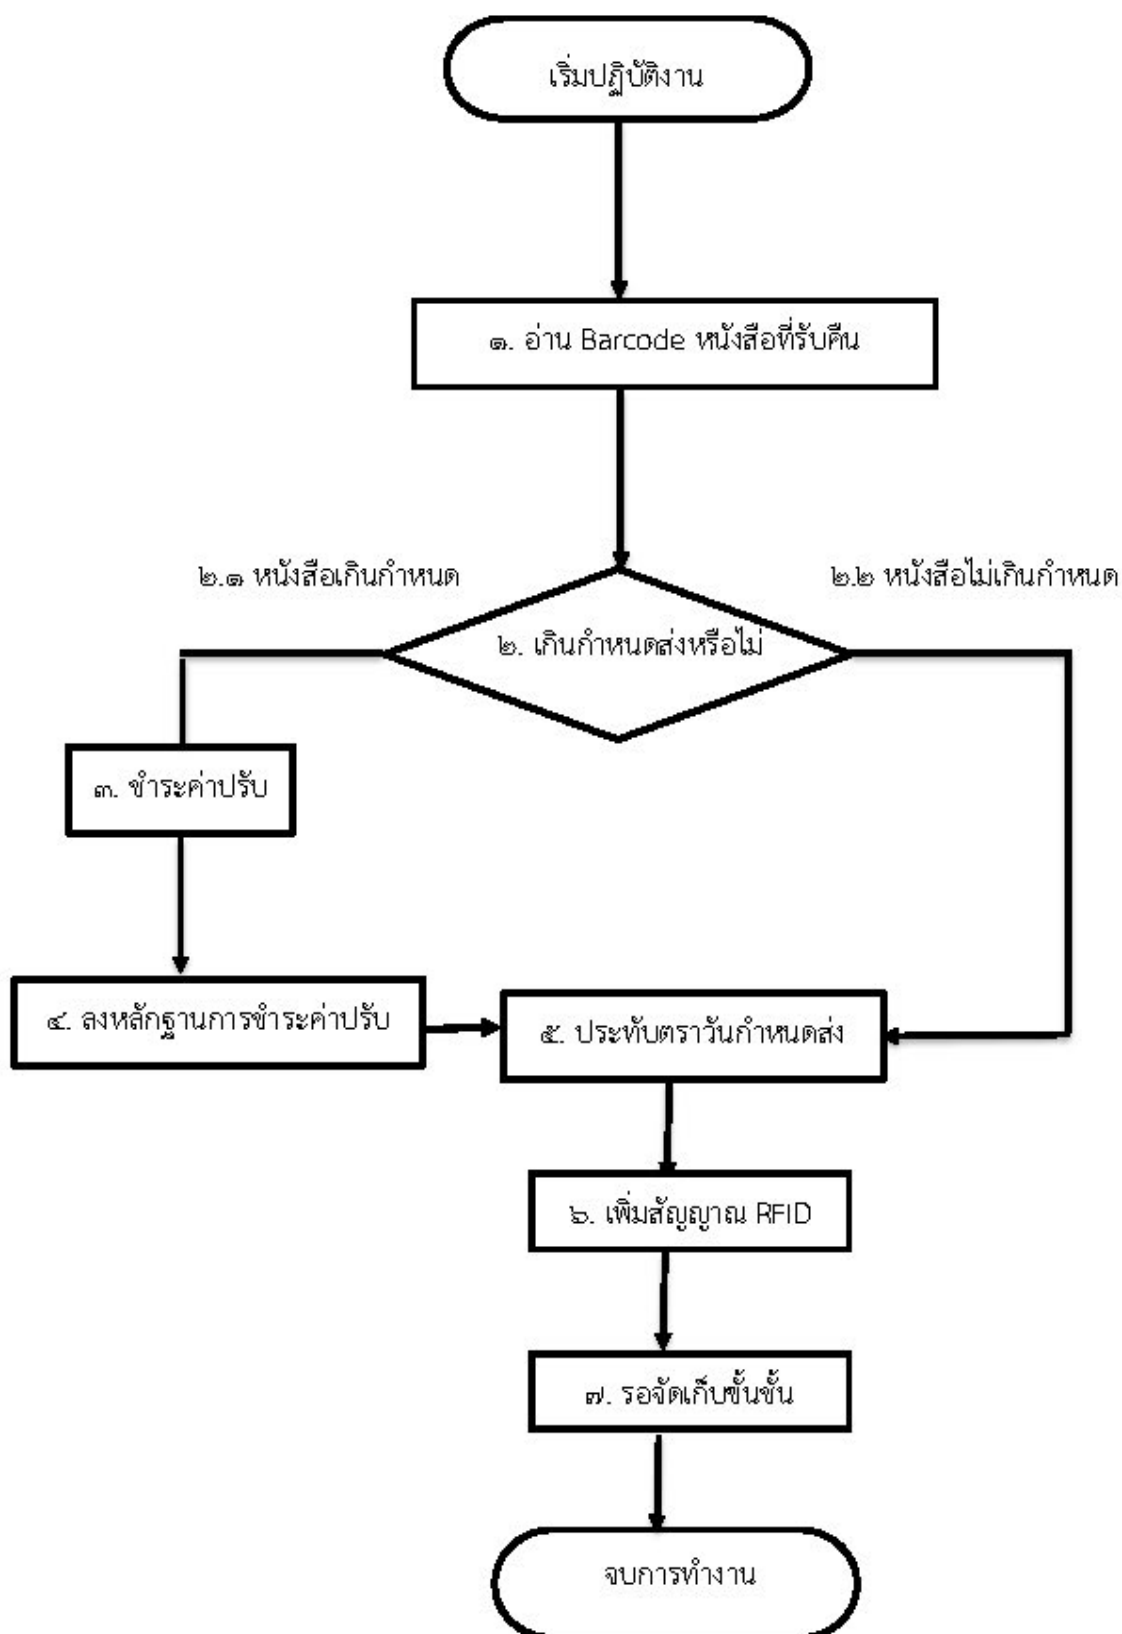 เริ่มปฏิบัติงาน
๑. อ่าน Barcode หนังสือที่รับคืน
๒.๑ หนังสือเกินกำหนด
๒.๒ หนังสือไม่เกินกำหนด
๒. เกินกำหนดส่งหรือไม่
๓. ชำระค่าปรับ
๔. ลงหลักฐานการชำระค่าปรับ
๕. ประทับตราวันกำหนดส่ง
๖. เพิ่มสัญญาณ RFID
๗. รอจัดเก็บขั้นชั้น
จบการทำงาน